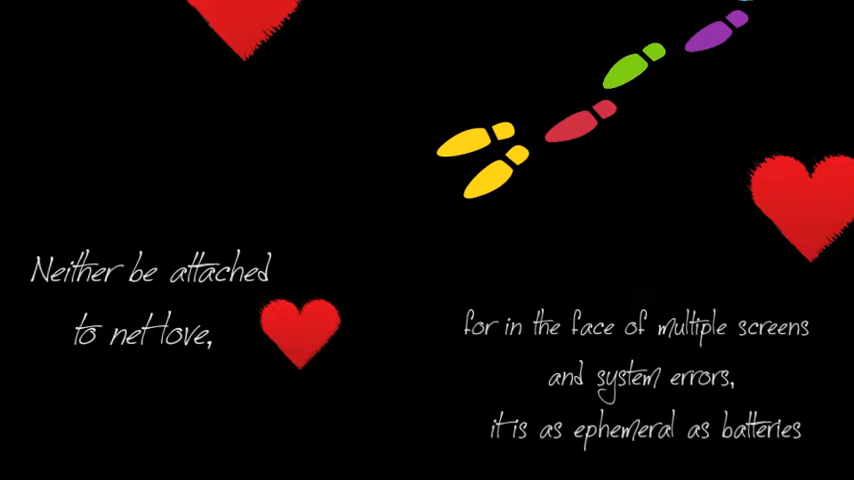 Neither be attached
to net love,
for in the face of multiple screens
and system errors,
it is as ephemeral as batteries